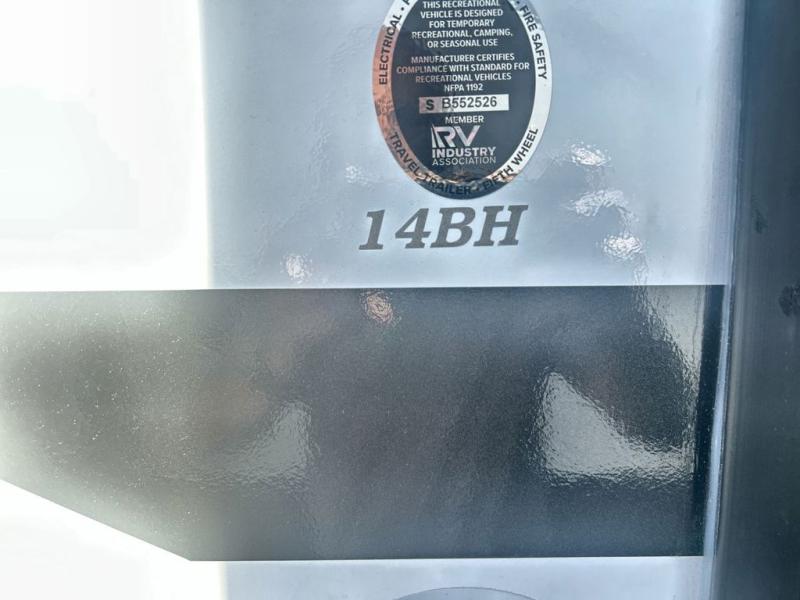 THIS RECREATIONAL
VEHICLE IS DESIGNED
FOR TEMPORARY
RECREATIONAL, CAMPING,
OR SEASONAL USE
MANUFACTURER CERTIFIES
COMPLIANCE WITH STANDARD FOR
RECREATIONAL VEHICLES
NFPA 1192
S B552526
MEMBER
RV
INDUSTRY
ASSOCIATION
ELECTRICAL •
• FIRE SAFETY
TRAVEL TRAILER • FIFTH WHEEL
14BH